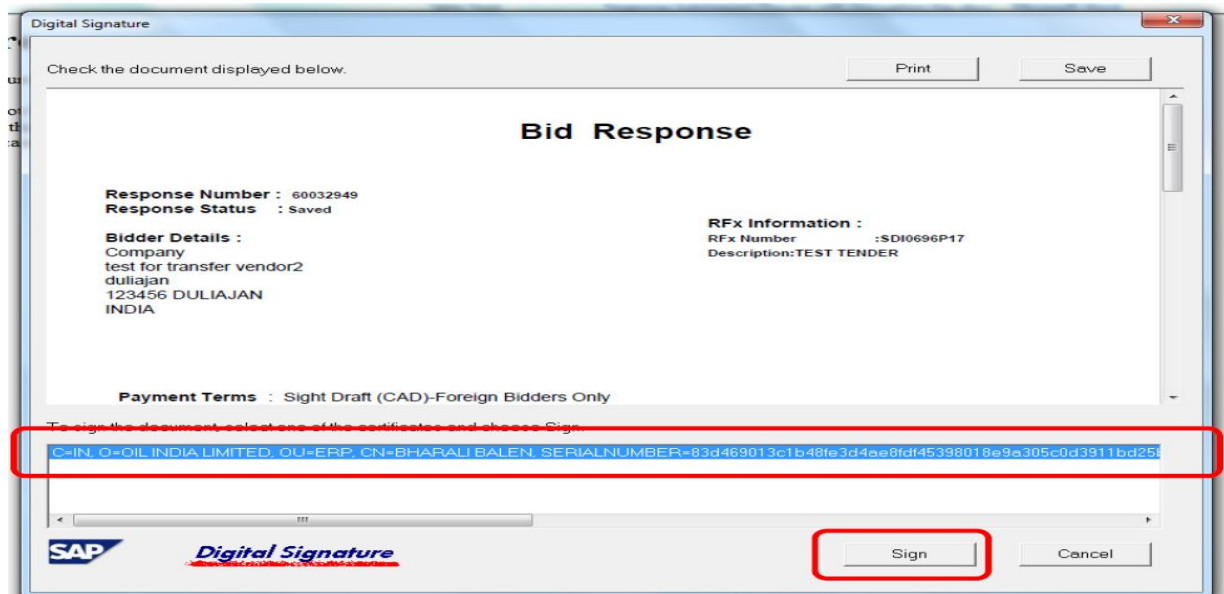 Digital Signature
Check the document displayed below.
Print
Save
Bid Response
Response Number : 60032949
Response Status : Saved
Bidder Details :
Company
test for transfer vendor2
duliajan
123456 DULIAJAN
INDIA
RFx Information :
RFx Number :SDI0696P17
Description:TEST TENDER
Payment Terms : Sight Draft (CAD)-Foreign Bidders Only
To sign the document, select one of the certificates and choose Sign.
C=IN, O=OIL INDIA LIMITED, OU=ERP, CN=BHARALI BALEN, SERIALNUMBER=83d469013c1b48fe3d4ae8fdf45398018e9a305c0d3911bd25
SAP
Digital Signature
Sign
Cancel